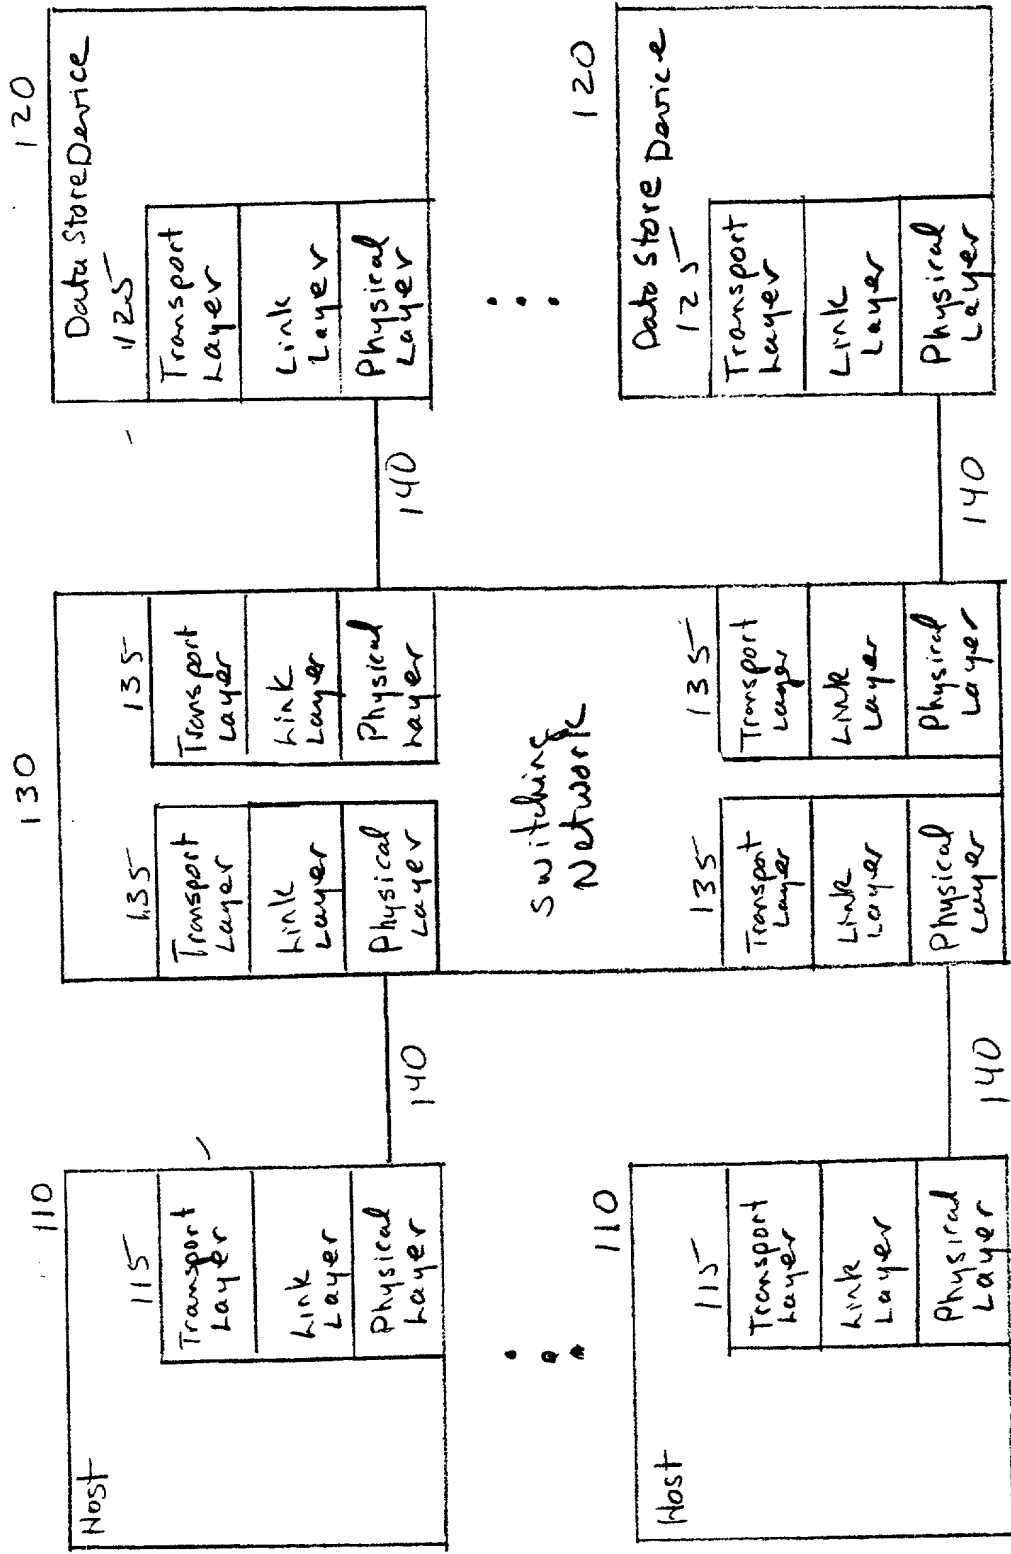 110
Host
115
Transport
Layer
Link
Layer
Physical
Layer
140
130
135
Transport
Layer
Link
Layer
Physical
Layer
135
Transport
Layer
Link
Layer
Physical
Layer
140
120
Data Store Device
125
Transport
Layer
Link
Layer
Physical
Layer
Switching
Network
110
Host
115
Transport
Layer
Link
Layer
Physical
Layer
140
135
Transport
Layer
Link
Layer
Physical
Layer
135
Transport
Layer
Link
Layer
Physical
Layer
140
120
Data Store Device
125
Transport
Layer
Link
Layer
Physical
Layer